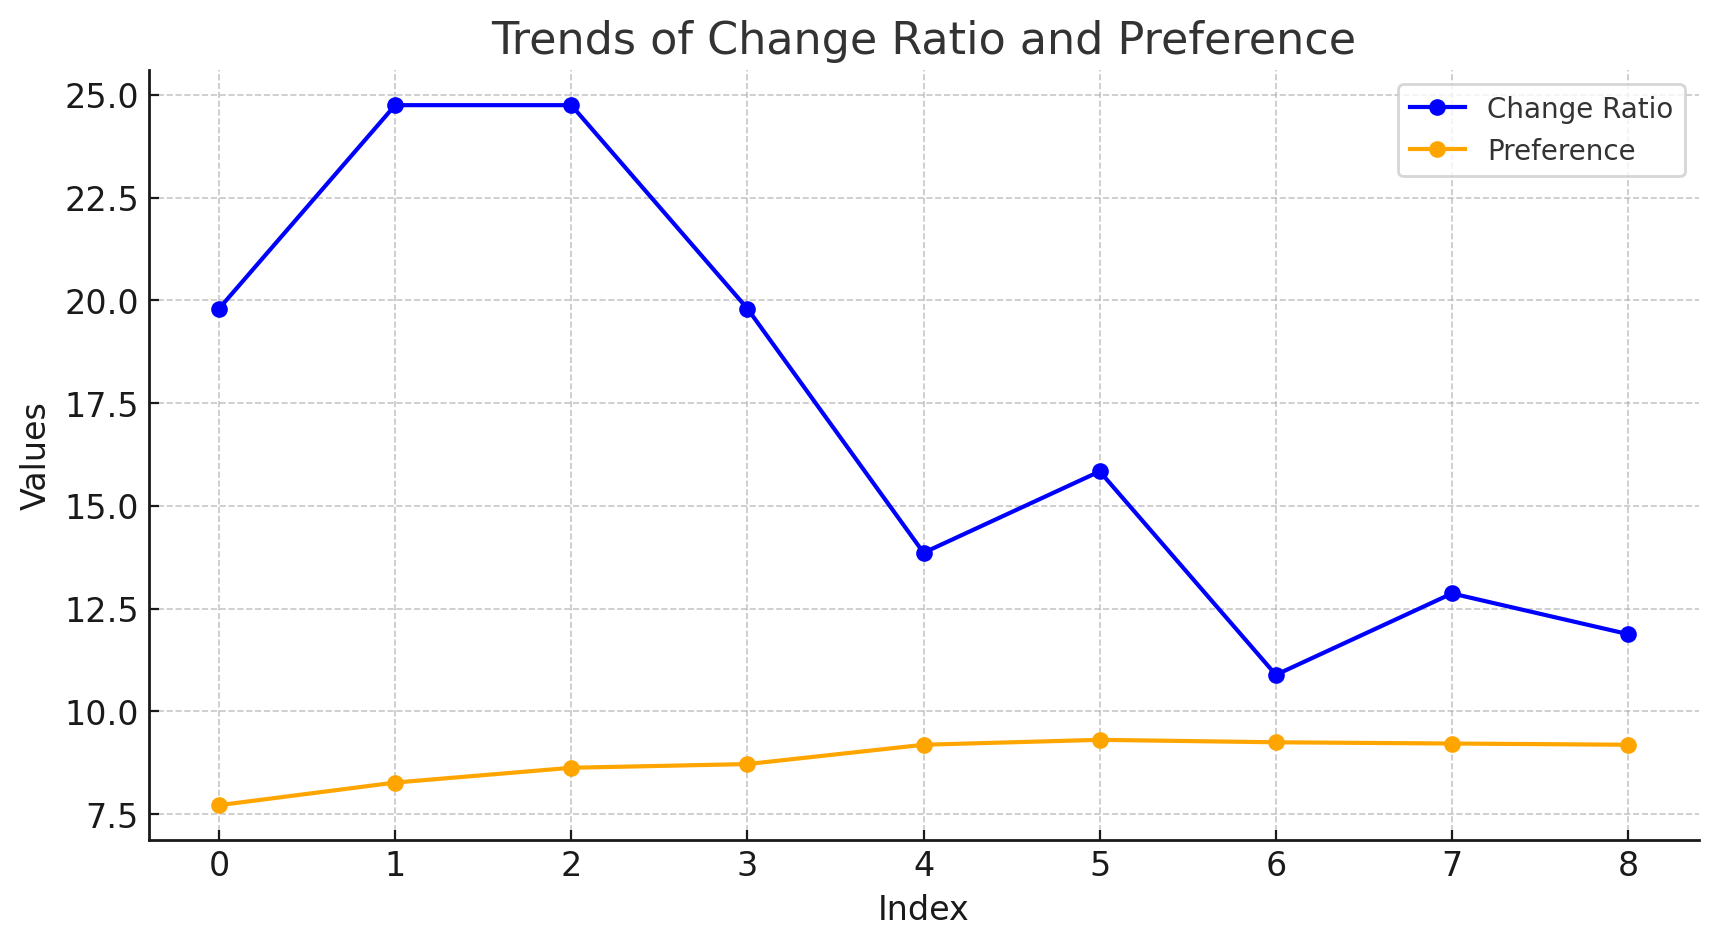 Trends of Change Ratio and Preference
25.0
22.5
20.0
17.5
15.0
12.5
10.0
7.5
Values
Change Ratio
Preference
0 1 2 3 4 5 6 7 8
Index